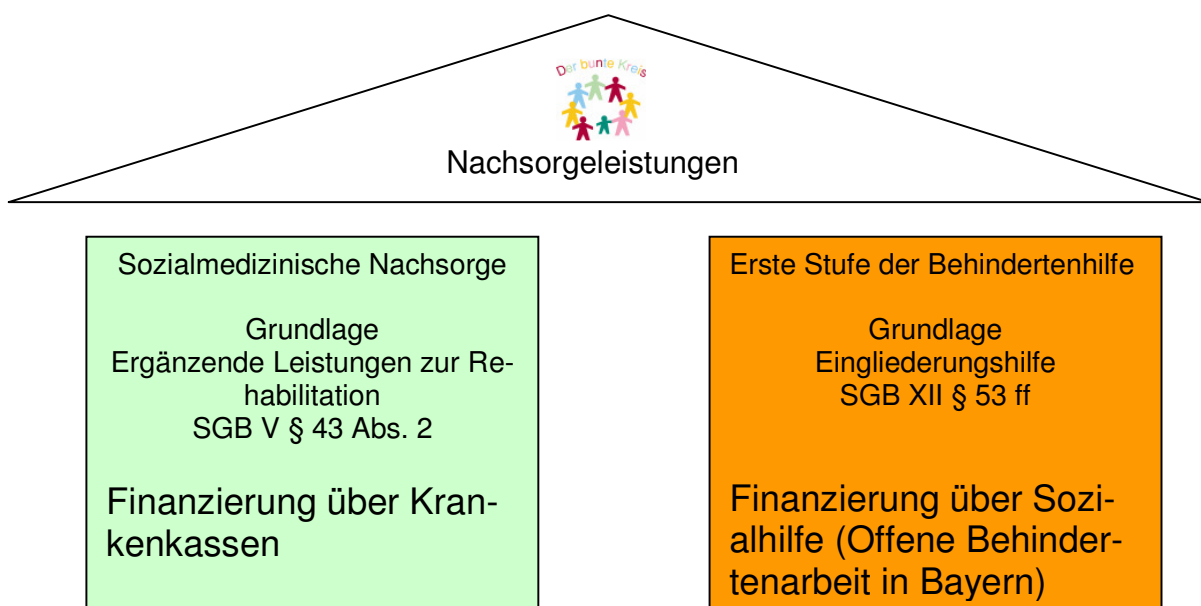 Der bunte Kreis
Nachsorgeleistungen
Sozialmedizinische Nachsorge
Grundlage
Ergänzende Leistungen zur Re-
habilitation
SGB V § 43 Abs. 2
Finanzierung über Kran-
kenkassen
Erste Stufe der Behindertenhilfe
Grundlage
Eingliederungshilfe
SGB XII § 53 ff
Finanzierung über Sozi-
alhilfe (Offene Behinder-
tenarbeit in Bayern)